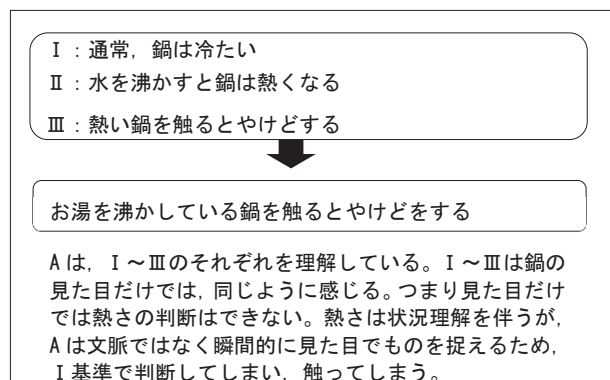 Ⅰ：通常，鍋は冷たい
Ⅱ：水を沸かすと鍋は熱くなる
Ⅲ：熱い鍋を触るとやけどする
お湯を沸かしている鍋を触るとやけどをする
Aは，Ⅰ～Ⅲのそれぞれを理解している。Ⅰ～Ⅲは鍋の
見た目だけでは，同じように感じる。つまり見た目だけ
では熱さの判断はできない。熱さは状況理解を伴うが，
Aは文脈ではなく瞬間的に見た目でものを捉えるため，
Ⅰ基準で判断してしまい，触ってしまう。